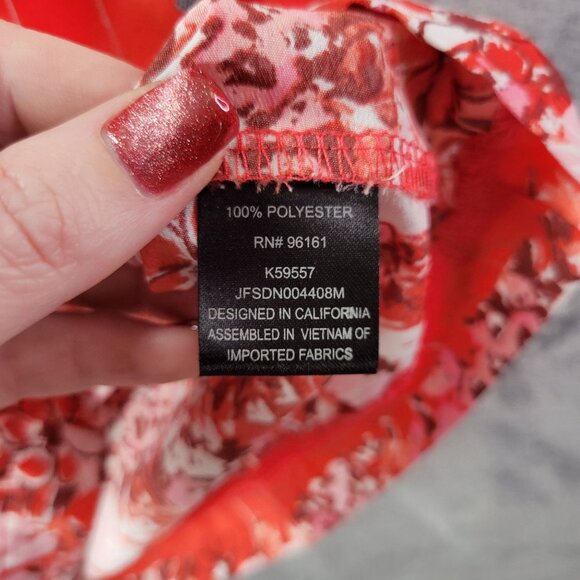 100% POLYESTER
RN# 96161
K59557
JFSDN004408M
DESIGNED IN CALIFORNIA
ASSEMBLED IN VIETNAM OF
IMPORTED FABRICS